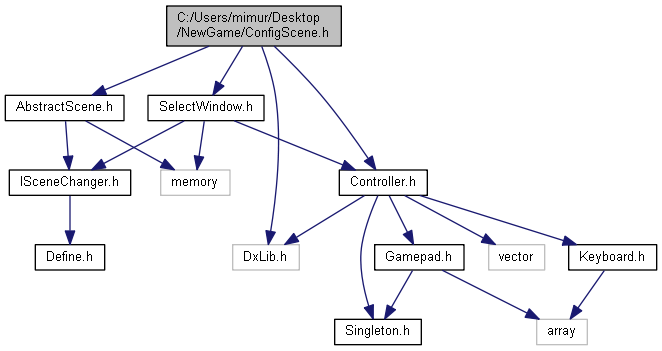 C:/Users/mimur/Desktop
/NewGame/ConfigScene.h
AbstractScene.h
SelectWindow.h
ISceneChanger.h
memory
Controller.h
Define.h
DxLib.h
Gamepad.h
vector
Keyboard.h
Singleton.h
array